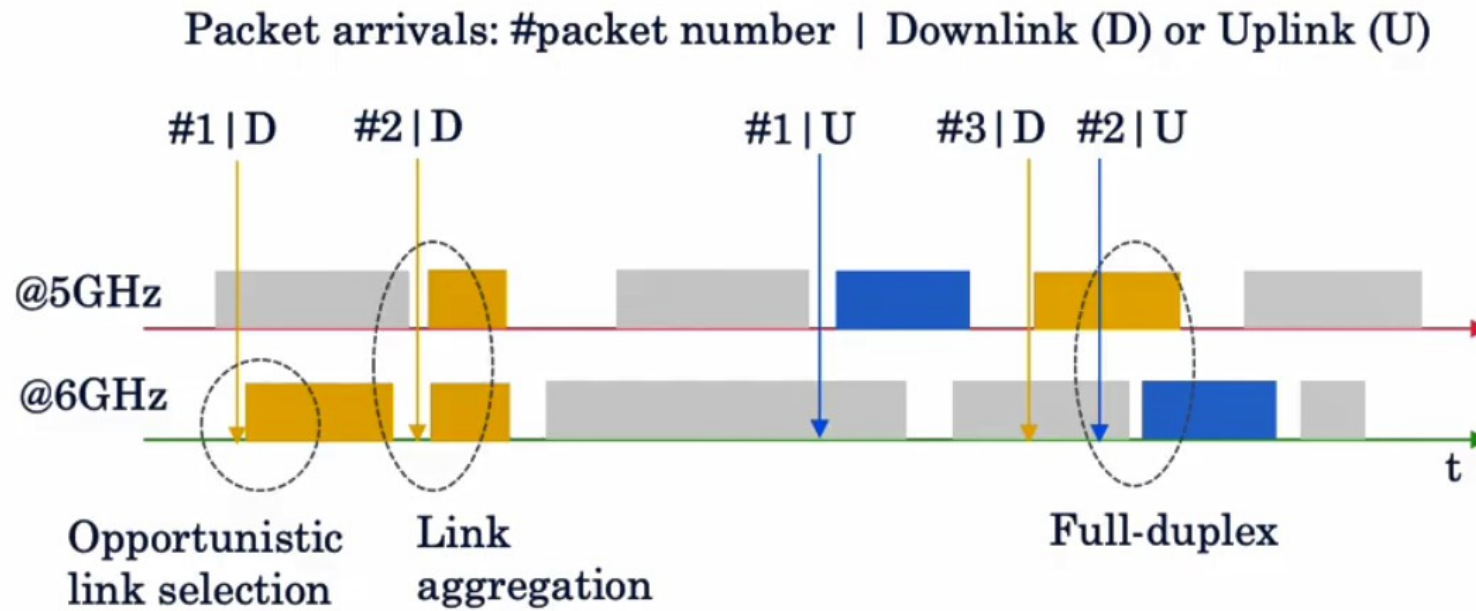 Packet arrivals: #packet number | Downlink (D) or Uplink (U)
#1|D
#2|D
#1|U
#3|D
#2|U
@5GHz
@6GHz
t
Opportunistic
link selection
Link
aggregation
Full-duplex